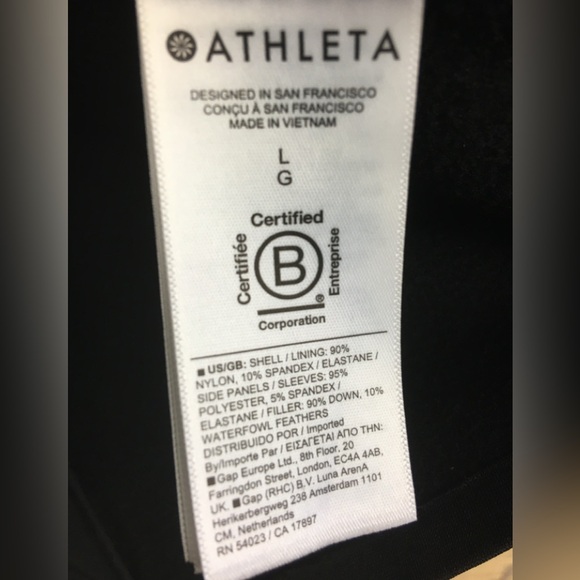 ATHLETA
DESIGNED IN SAN FRANCISCO
CONÇU À SAN FRANCISCO
MADE IN VIETNAM
L
G
Certified
Certifiée
B
Entreprise
®
Corporation
■ US/GB: SHELL / LINING: 90%
NYLON, 10% SPANDEX / ELASTANE /
SIDE PANELS / SLEEVES: 95%
POLYESTER, 5% SPANDEX /
ELASTANE / FILLER: 90% DOWN, 10%
WATERFOWL FEATHERS
DISTRIBUIDO POR / Imported
By/Importe Par / ΕΙΣΑΓΕΤΑΙ ΑΠΟ ΤΗΝ:
■Gap Europe Ltd., 8th Floor, 20
Farringdon Street, London, EC4A 4AB,
UK. ■Gap (RHC) B.V. Luna ArenA
Herikerbergweg 238 Amsterdam 1101
CM, Netherlands
RN 54023 / CA 17897